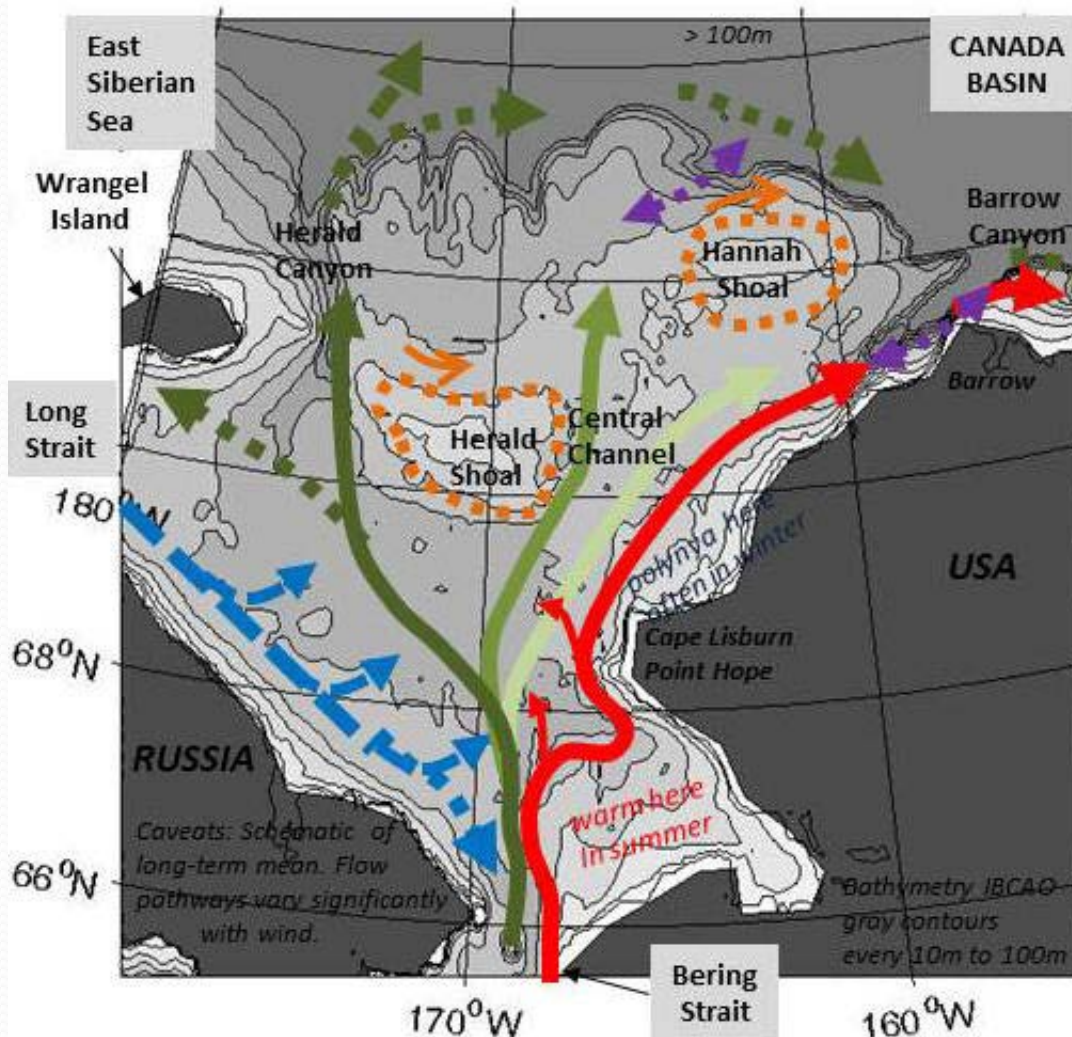 East
Siberian
Sea
> 100m
CANADA
BASIN
Wrangel
Island
Herald
Canyon
Hannah
Shoal
Barrow
Canyon
Barrow
Long
Strait
Herald
Shoal
Central
Channel
180°W
polynya here
often in winter
USA
68°N
Cape Lisburn
Point Hope
RUSSIA
warm here
In summer
Caveats: Schematic of
long-term mean. Flow
pathways vary significantly
with wind.
66°N
Bathymetry IBCAO
gray contours
every 10m to 100m
Bering
Strait
170°W
160°W